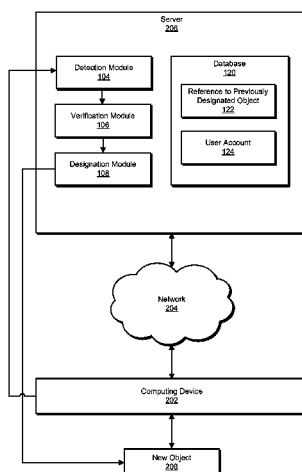 Server
206
Detection Module
104
Verification Module
106
Designation Module
108
Database
120
Reference to Previously
Designated Object
122
User Account
124
Network
204
Computing Device
202
New Object
208